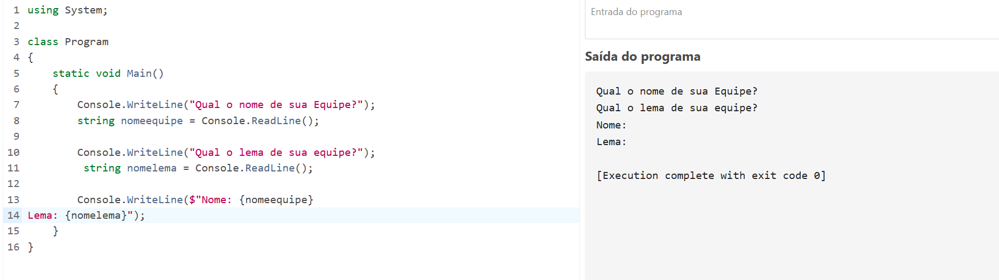 1 using System;
2
3 class Program
4 {
5     static void Main()
6     {
7         Console.WriteLine("Qual o nome de sua Equipe?");
8         string nomeequipe = Console.ReadLine();
9
10         Console.WriteLine("Qual o lema de sua equipe?");
11          string nomelema = Console.ReadLine();
12
13         Console.WriteLine($"Nome: {nomeequipe}
14 Lema: {nomelema}");
15     }
16 }
Entrada do programa
Saída do programa
Qual o nome de sua Equipe?
Qual o lema de sua equipe?
Nome:
Lema:
[Execution complete with exit code 0]